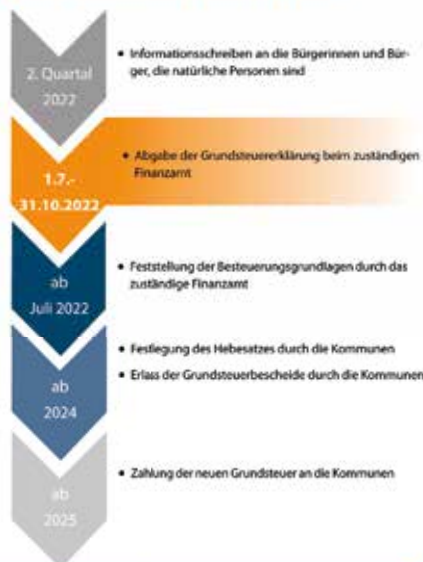 2. Quartal
2022
• Informationsschreiben an die Bürgerinnen und Bür-
ger, die natürliche Personen sind
1.7.-
31.10.2022
• Abgabe der Grundsteuererklärung beim zuständigen
Finanzamt
ab
Juli 2022
• Feststellung der Besteuerungsgrundlagen durch das
zuständige Finanzamt
ab
2024
• Festlegung des Hebesatzes durch die Kommunen
• Erlass der Grundsteuerbescheide durch die Kommunen
ab
2025
• Zahlung der neuen Grundsteuer an die Kommunen